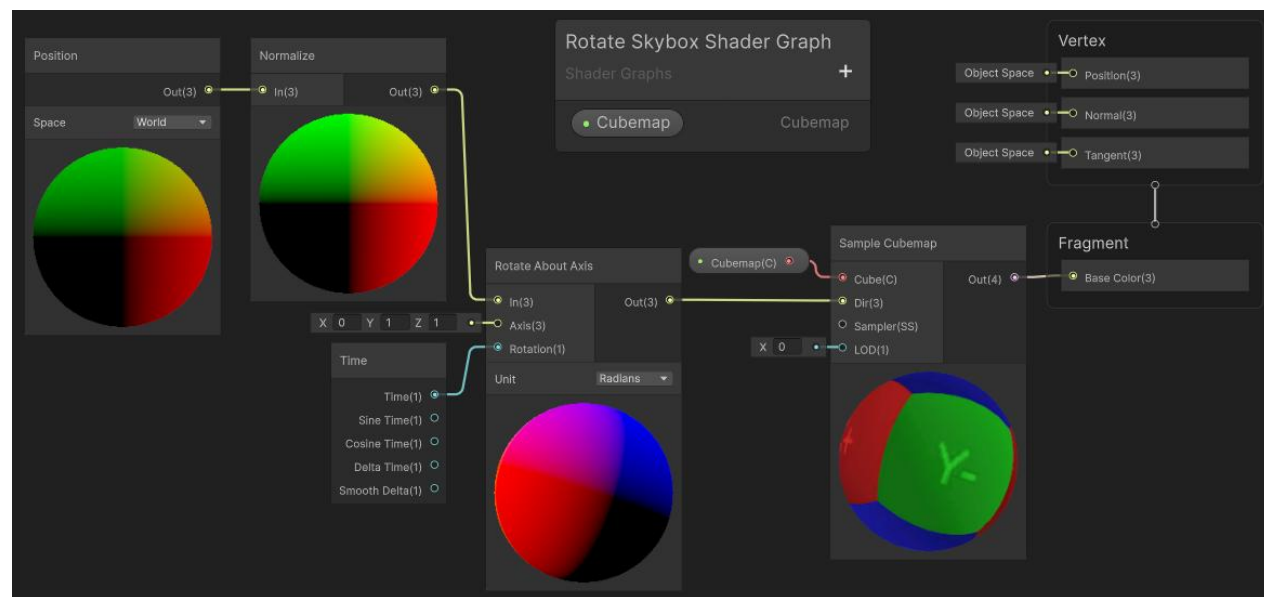 Position
Out(3)
Space World
Normalize
In(3) Out(3)
Rotate Skybox Shader Graph
Shader Graphs +
Cubemap Cubemap
Vertex
Object Space Position(3)
Object Space Normal(3)
Object Space Tangent(3)
Fragment
Base Color(3)
Rotate About Axis
In(3) Out(3)
X 0 Y 1 Z 1 Axis(3)
Rotation(1)
Unit Radians
Time
Time(1)
Sine Time(1)
Cosine Time(1)
Delta Time(1)
Smooth Delta(1)
Cubemap(C)
Sample Cubemap
Cube(C) Out(4)
Dir(3)
Sampler(SS)
X 0 LOD(1)
Y-